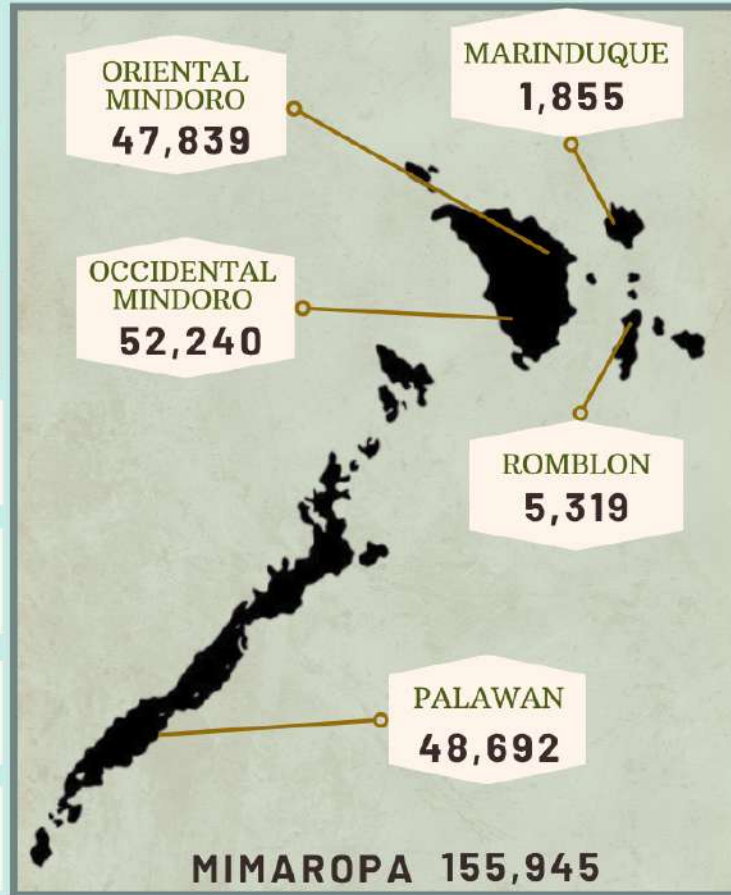 ORIENTAL
MINDORO
47,839
MARINDUQUE
1,855
OCCIDENTAL
MINDORO
52,240
ROMBLON
5,319
PALAWAN
48,692
MIMAROPA 155,945